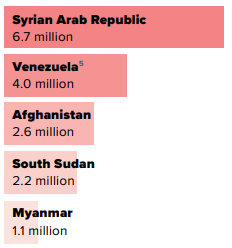 Syrian Arab Republic
6.7 million
Venezuela⁵
4.0 million
Afghanistan
2.6 million
South Sudan
2.2 million
Myanmar
1.1 million